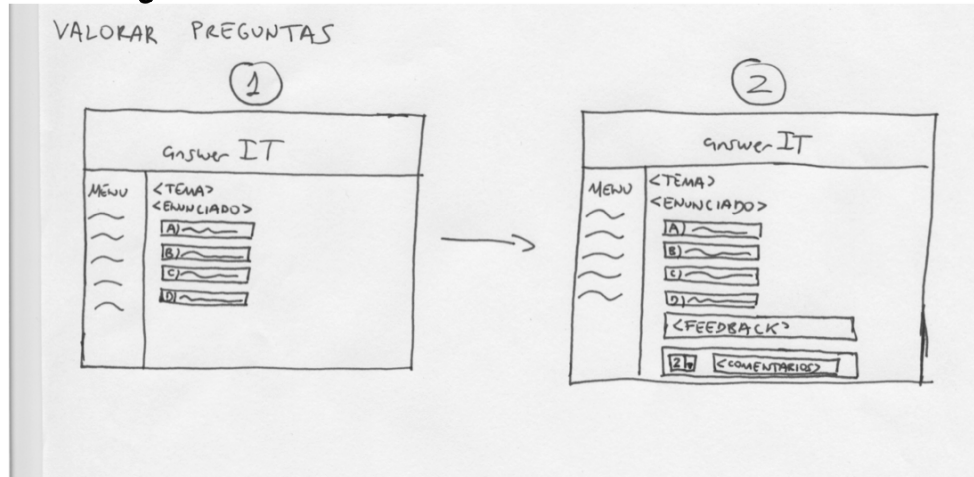 VALORAR PREGUNTAS
1
answer IT
MENU
<TEMA>
<ENUNCIADO>
A)
B)
C)
D)
2
answer IT
MENU
<TEMA>
<ENUNCIADO>
A)
B)
C)
D)
<FEEDBACK>
2 <COMENTARIOS>